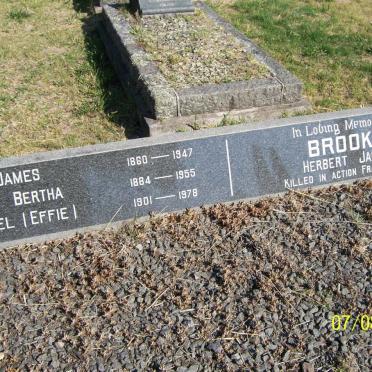 JAMES 1860 — 1947
BERTHA 1884 — 1955
EL (EFFIE) 1901 — 1978
In Loving Memo
BROOK
HERBERT JA
KILLED IN ACTION FRA
07/0